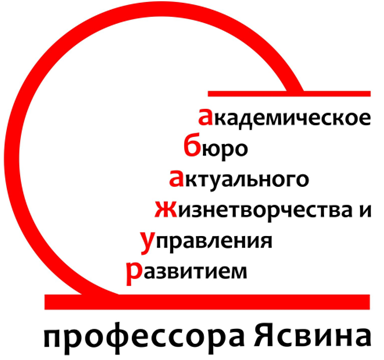 академическое
бюро
актуального
жизнетворчества и
управления
развитием
профессора Ясвина